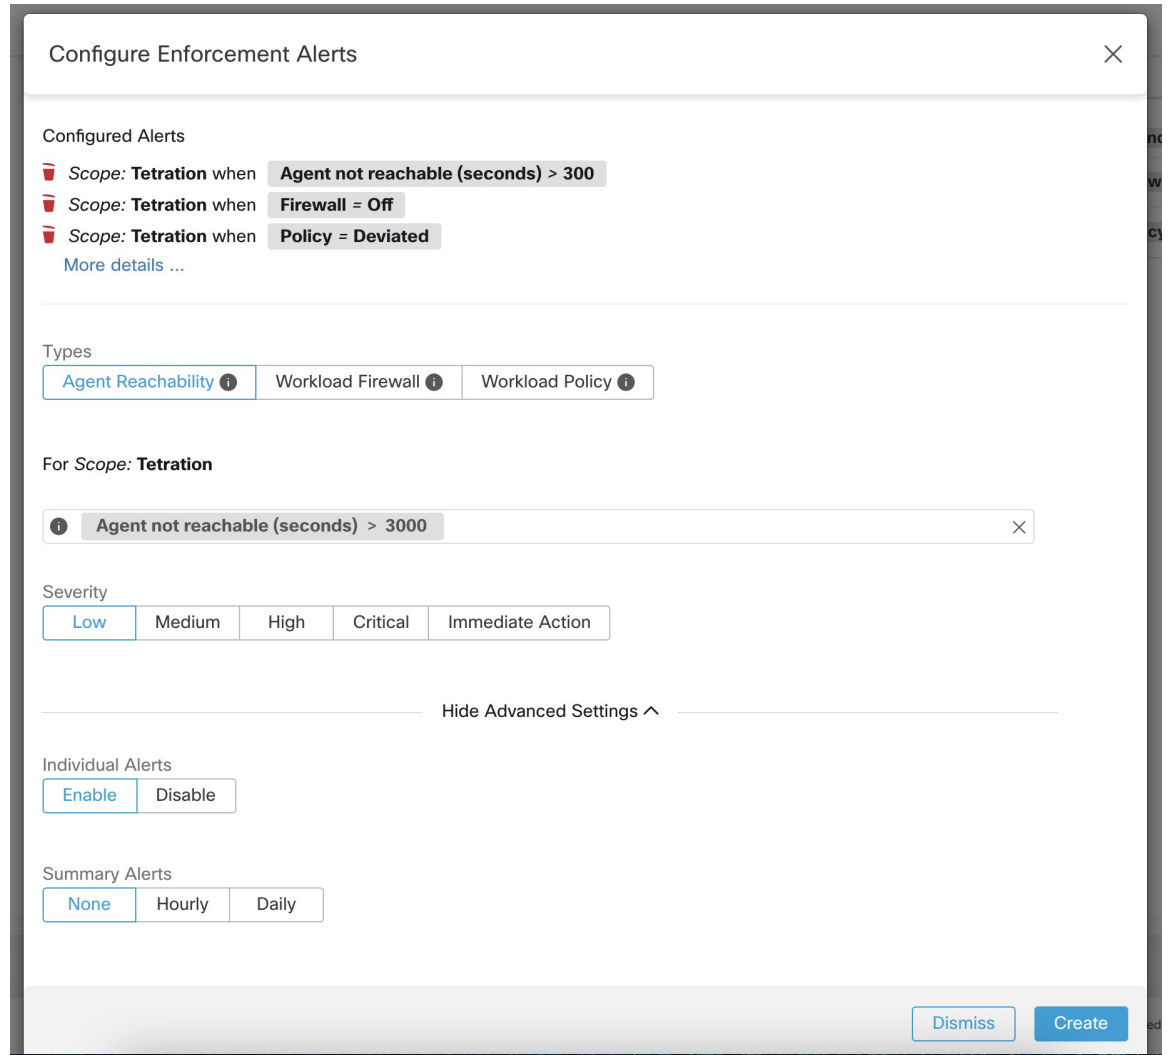 Configure Enforcement Alerts
Configured Alerts
Scope: Tetration when Agent not reachable (seconds) > 300
Scope: Tetration when Firewall = Off
Scope: Tetration when Policy = Deviated
More details ...
Types
Agent Reachability Workload Firewall Workload Policy
For Scope: Tetration
Agent not reachable (seconds) > 3000
Severity
Low Medium High Critical Immediate Action
Hide Advanced Settings
Individual Alerts
Enable Disable
Summary Alerts
None Hourly Daily
Dismiss Create